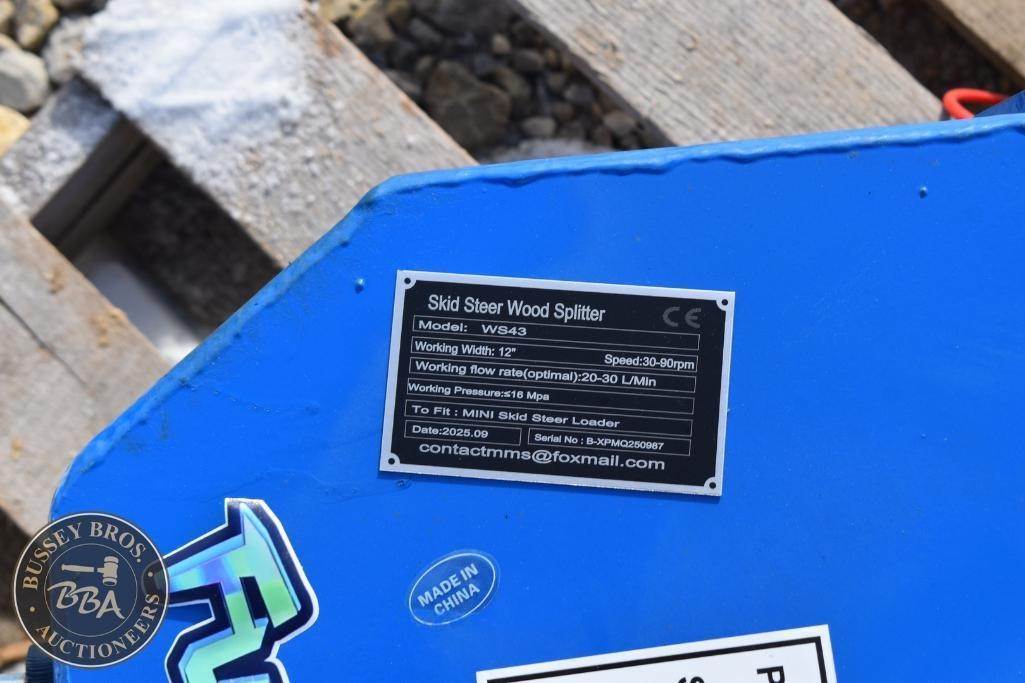 Skid Steer Wood Splitter CE
Model: WS43
Working Width: 12" Speed:30-90rpm
Working flow rate(optimal):20-30 L/Min
Working Pressure:≤16 Mpa
To Fit : MINI Skid Steer Loader
Date:2025.09 Serial No : B-XPMQ250987
contactmms@foxmail.com
MADE IN
CHINA
BUSSEY BROS.
BBA
AUCTIONEERS